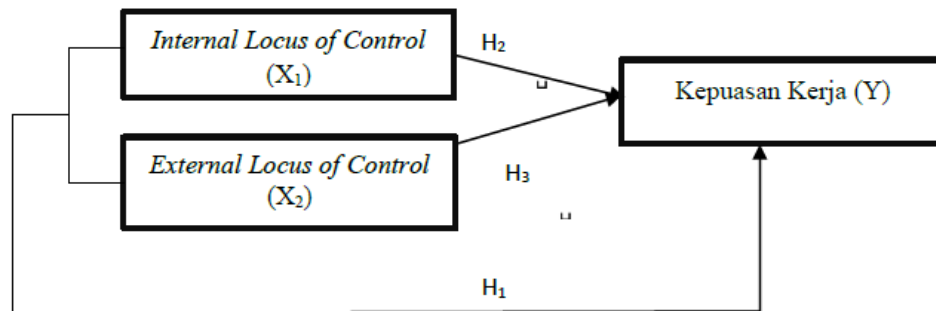 Internal Locus of Control
(X₁)
H₂
Kepuasan Kerja (Y)
External Locus of Control
(X₂)
H₃
H₁